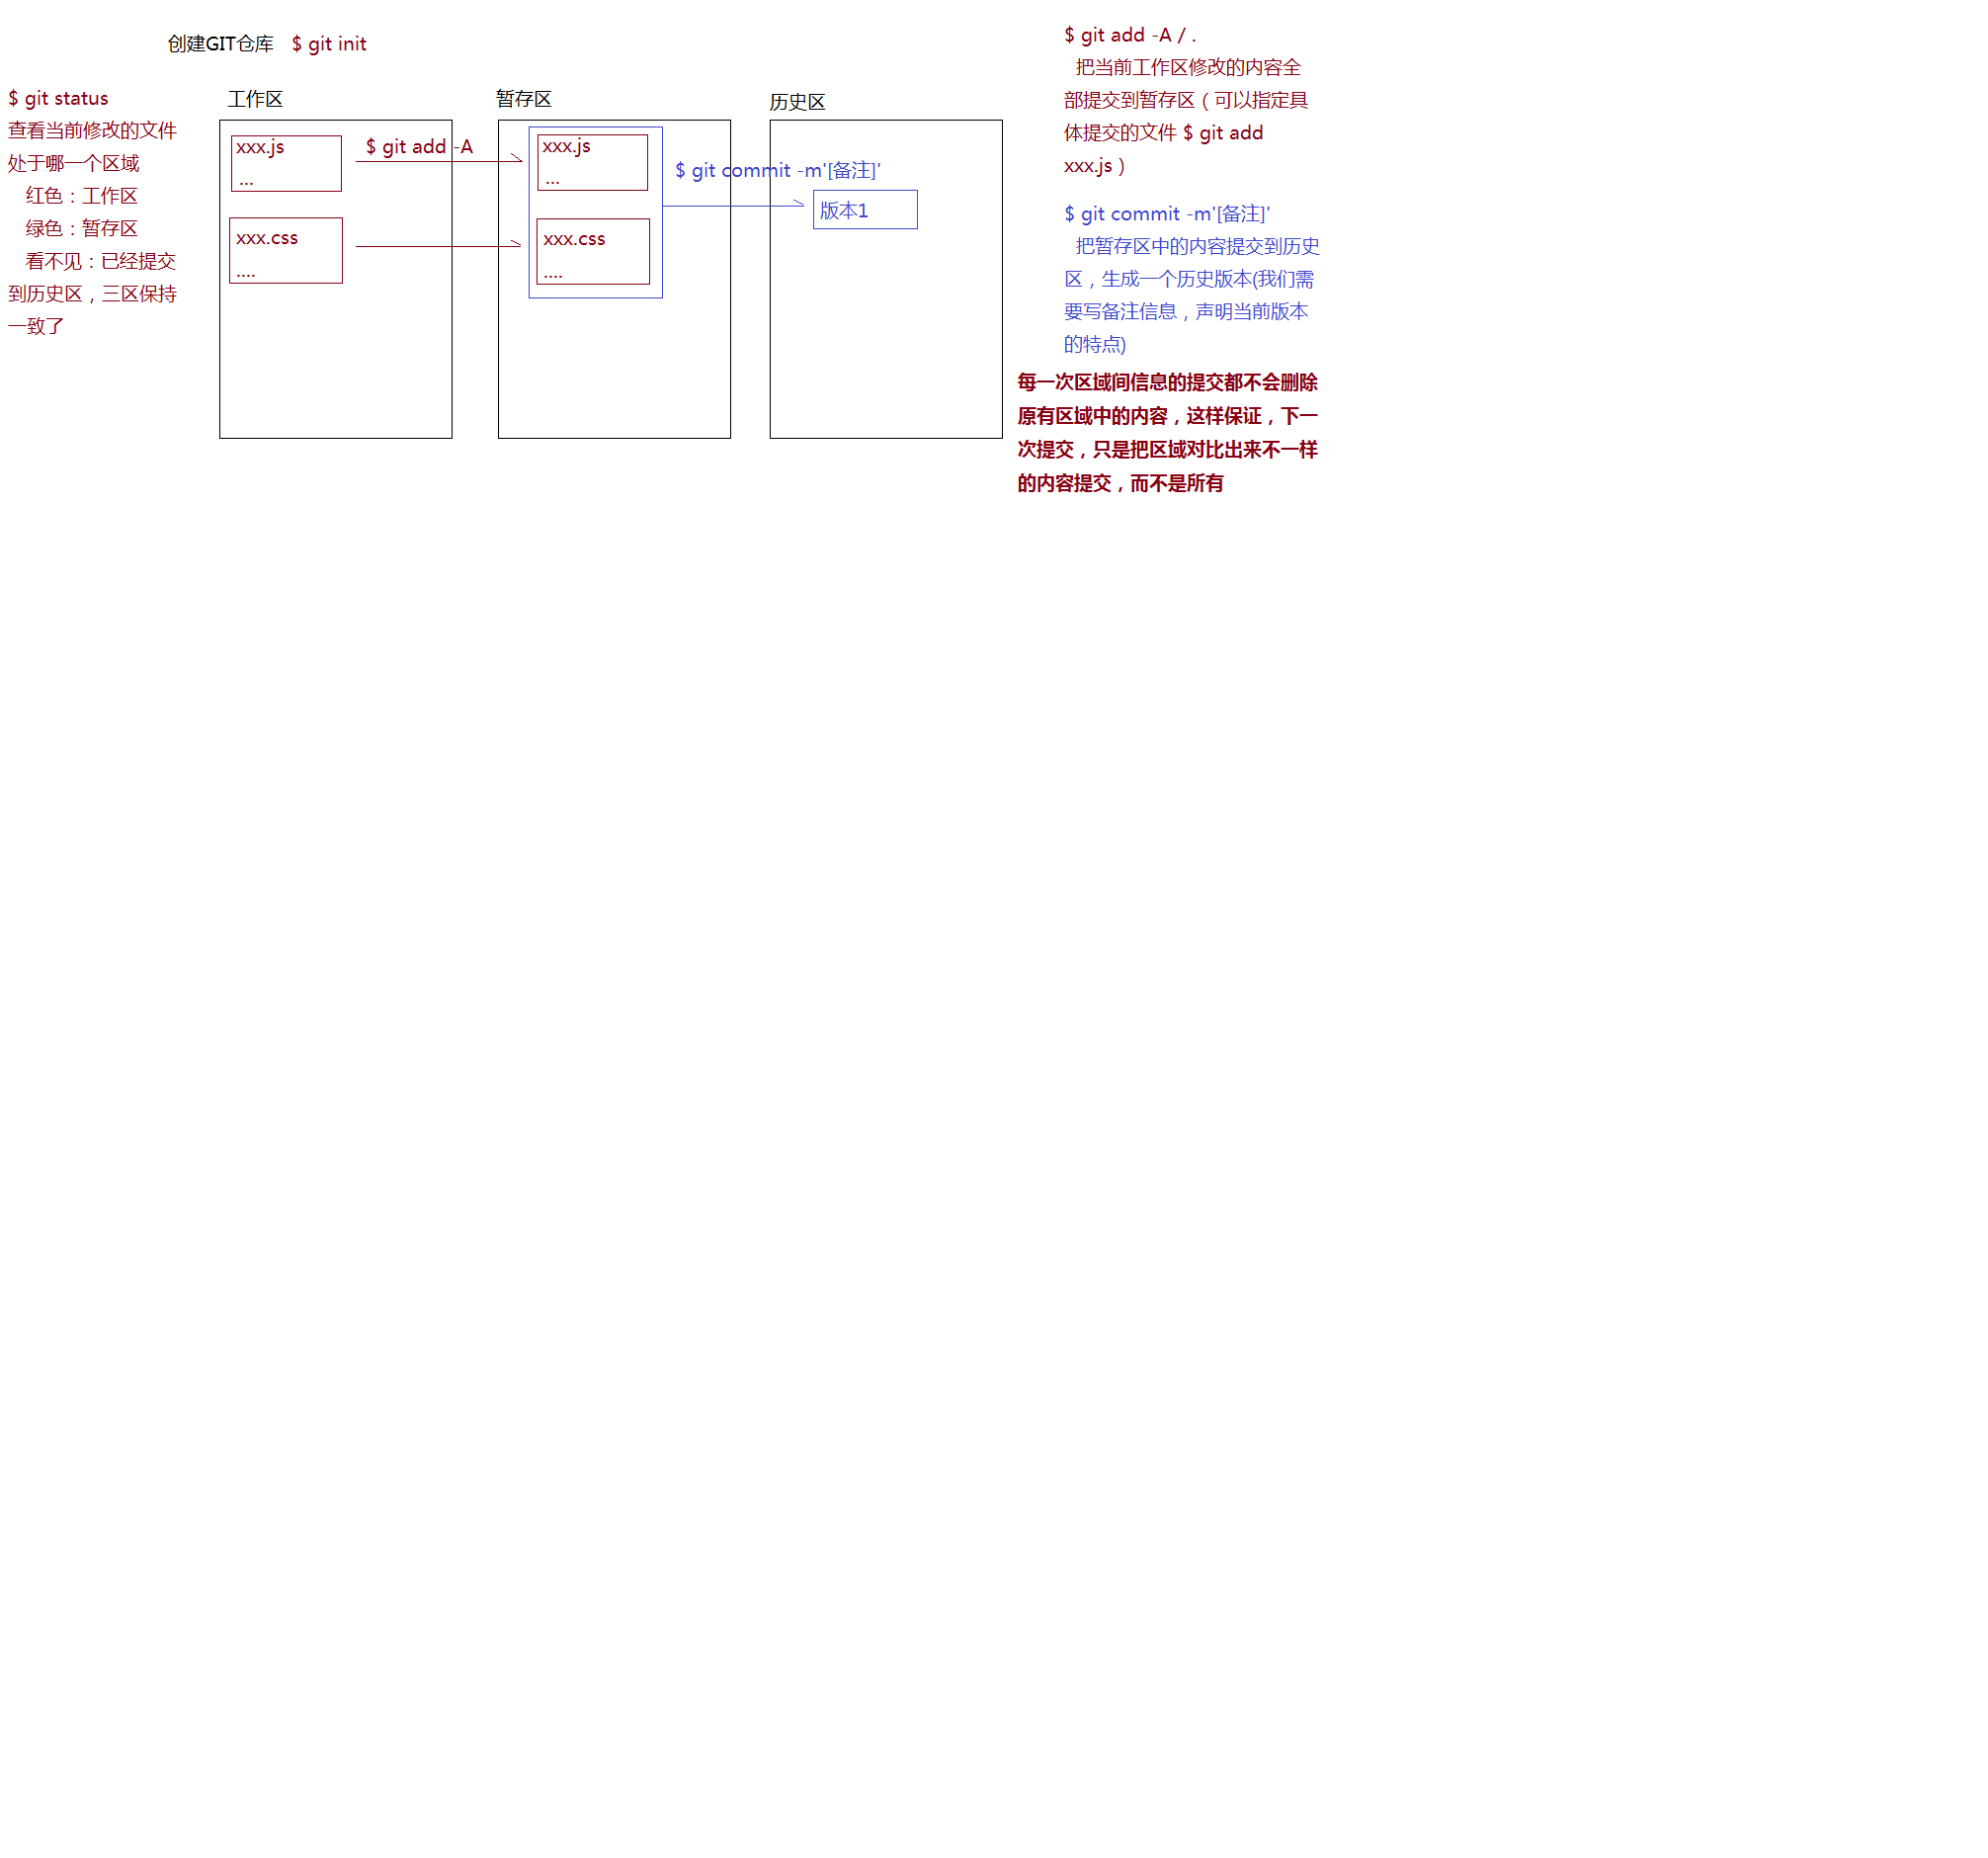 创建GIT仓库 $ git init
$ git status
查看当前修改的文件
处于哪一个区域
红色：工作区
绿色：暂存区
看不见：已经提交
到历史区，三区保持
一致了
工作区
xxx.js
...
xxx.css
....
$ git add -A
暂存区
xxx.js
...
xxx.css
....
$ git commit -m'[备注]'
历史区
版本1
$ git add -A / .
把当前工作区修改的内容全
部提交到暂存区（可以指定具
体提交的文件 $ git add
xxx.js）
$ git commit -m'[备注]'
把暂存区中的内容提交到历史
区，生成一个历史版本(我们需
要写备注信息，声明当前版本
的特点)
每一次区域间信息的提交都不会删除
原有区域中的内容，这样保证，下一
次提交，只是把区域对比出来不一样
的内容提交，而不是所有